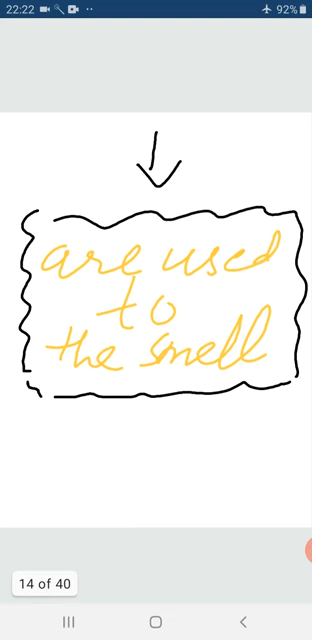 22:22 92%
are used
to
the smell
14 of 40